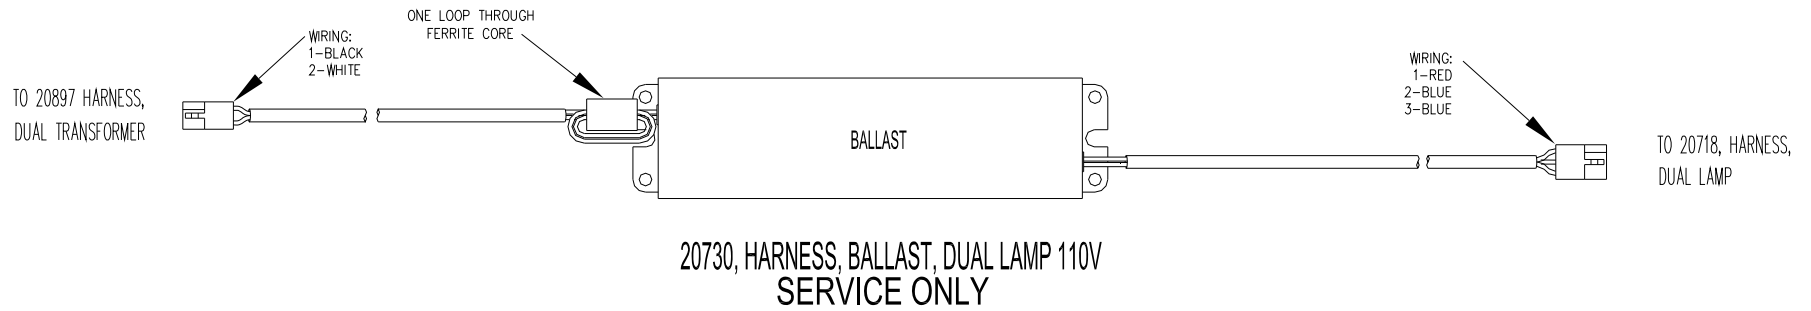 ONE LOOP THROUGH
FERRITE CORE
WIRING:
1-BLACK
2-WHITE
TO 20897 HARNESS,
DUAL TRANSFORMER
BALLAST
WIRING:
1-RED
2-BLUE
3-BLUE
TO 20718, HARNESS,
DUAL LAMP
20730, HARNESS, BALLAST, DUAL LAMP 110V
SERVICE ONLY